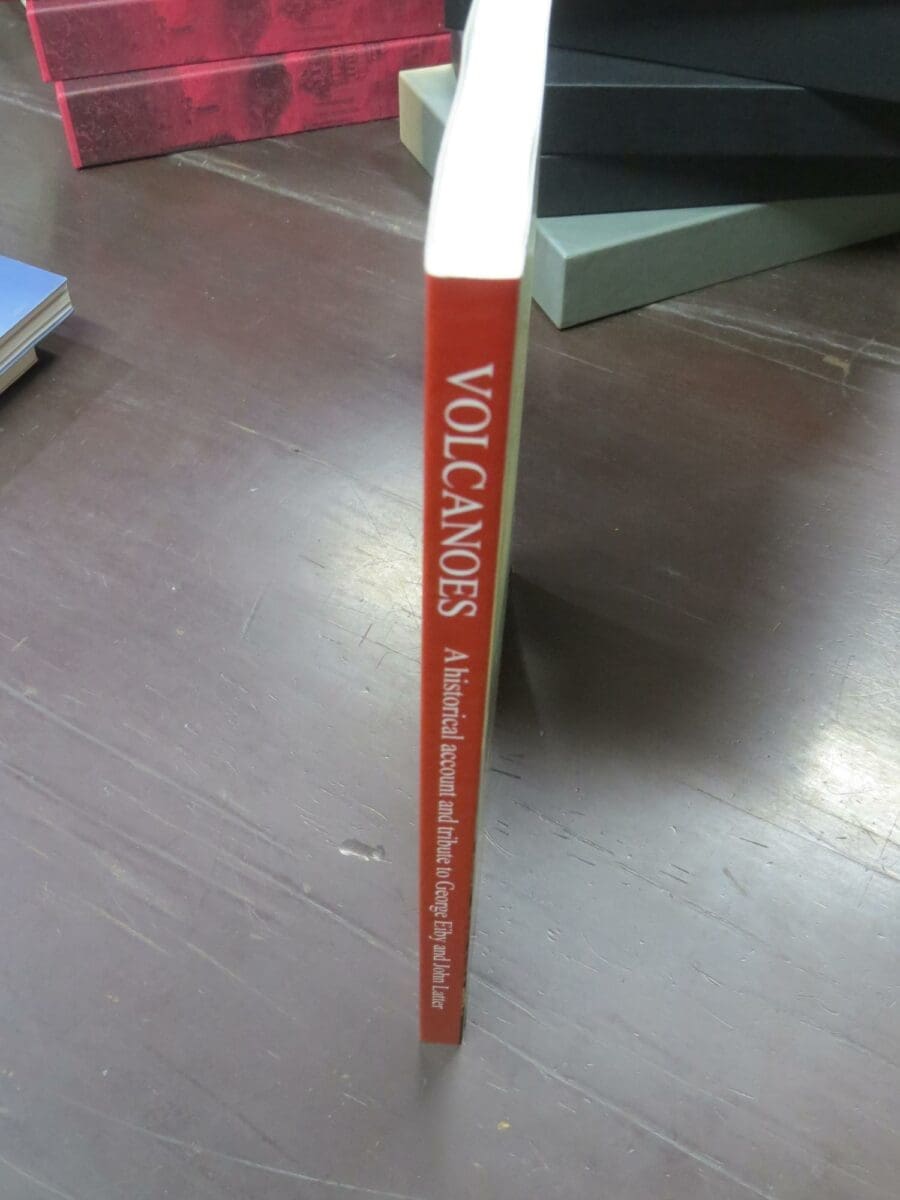 VOLCANOES A historical account and tribute to George Eiby and John Latter